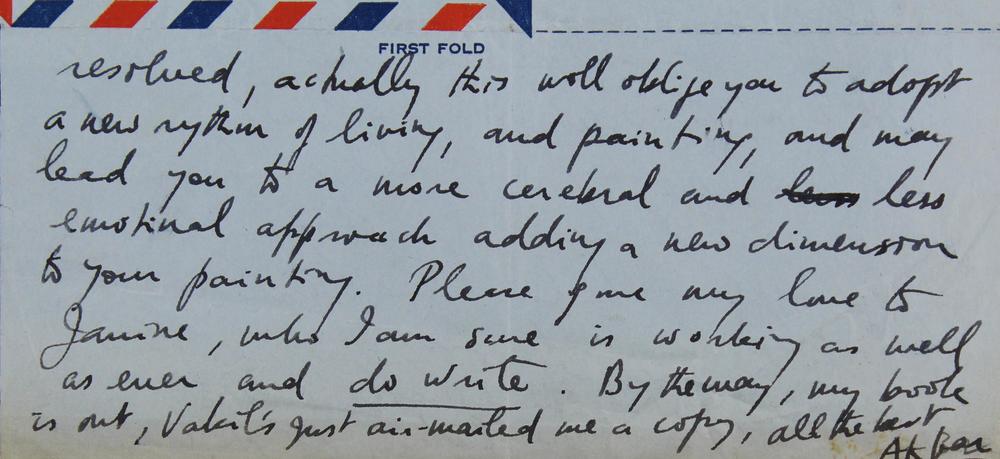 FIRST FOLD
resolved, actually this will oblige you to adopt
a new rythm of living, and painting, and may
lead you to a more cerebral and less less
emotional approach adding a new dimension
to your painting. Please give my love to
Janine, who I am sure is working as well
as ever and do write. By the way, my book
is out, Vakil's just air-mailed me a copy, all the best
Akbar